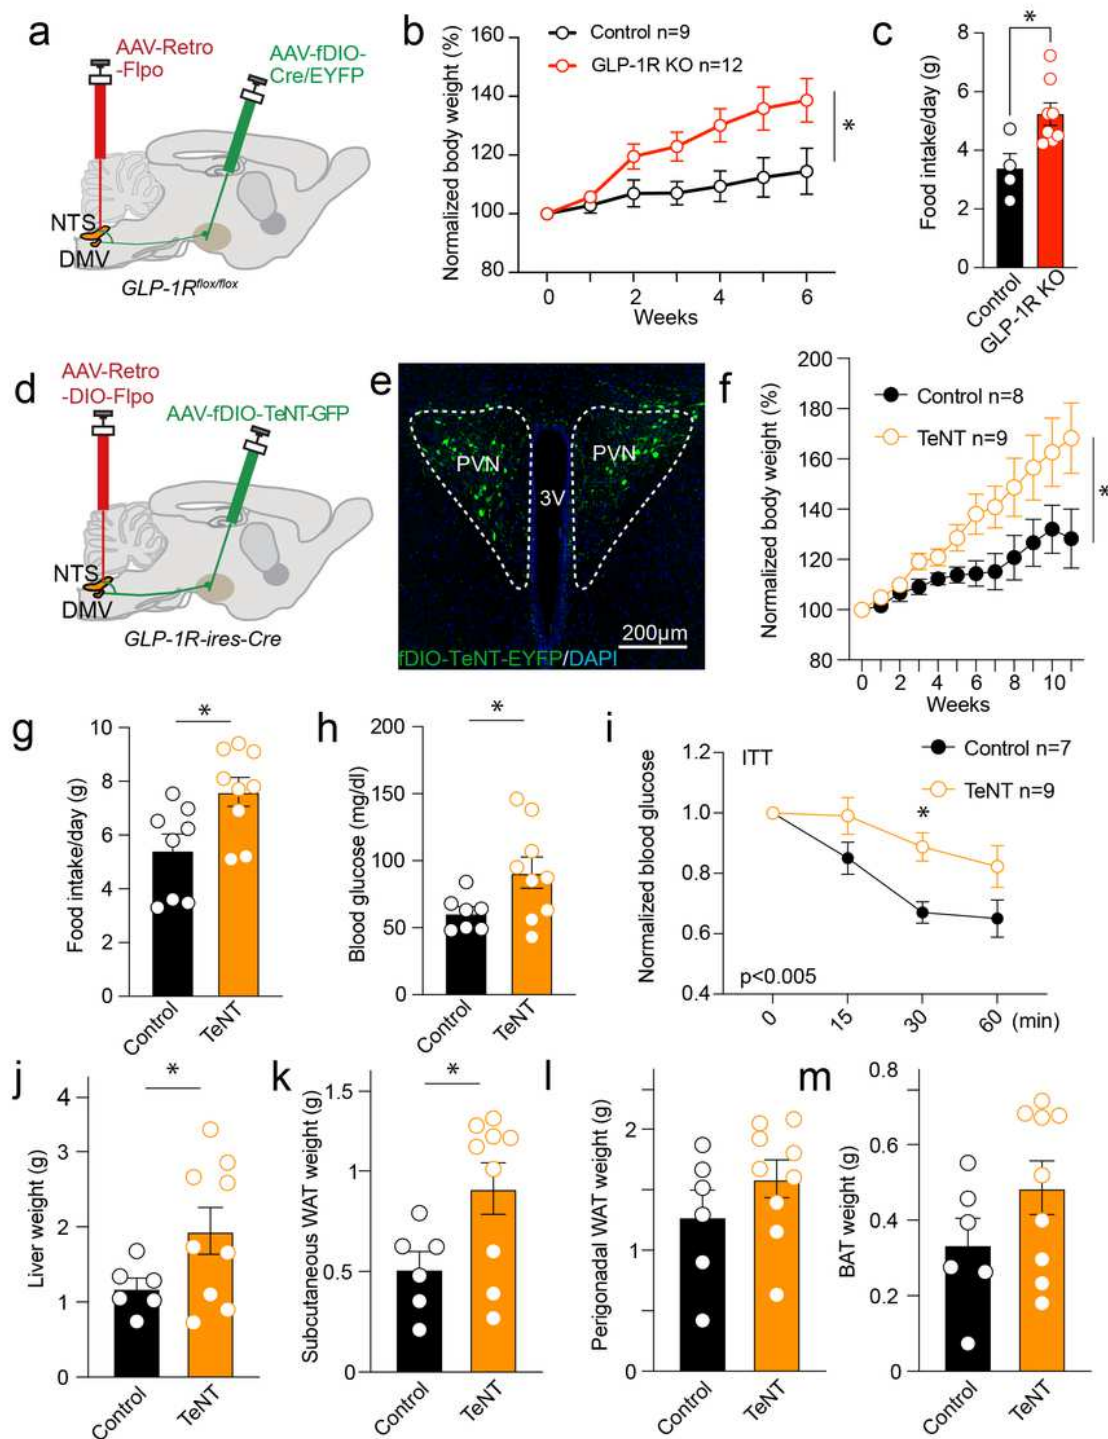 a
AAV-Retro
-Flpo
AAV-fDIO-
Cre/EYFP
NTS
DMV
GLP-1Rflox/flox
b
Normalized body weight (%)
Control n=9
GLP-1R KO n=12
140
120
100
80
*
0
2
4
6
Weeks
c
Food intake/day (g)
*
8
6
4
2
0
Control
GLP-1R KO
d
AAV-Retro
-DIO-Flpo
AAV-fDIO-TeNT-GFP
NTS
DMV
GLP-1R-ires-Cre
e
PVN
PVN
3V
200µm
fDIO-TeNT-EYFP/DAPI
f
Normalized body weight (%)
200
180
160
140
120
100
80
Control n=8
TeNT n=9
*
0
2
4
6
8
10
Weeks
g
Food intake/day (g)
*
10
8
6
4
2
0
Control
TeNT
h
Blood glucose (mg/dl)
*
200
150
100
50
0
Control
TeNT
i
Normalized blood glucose
1.2
1.0
0.8
0.6
0.4
ITT
Control n=7
TeNT n=9
*
p<0.005
0
15
30
60
(min)
j
Liver weight (g)
*
4
3
2
1
0
Control
TeNT
k
Subcutaneous WAT weight (g)
*
1.5
1
0.5
0
Control
TeNT
l
Perigonadal WAT weight (g)
2
1
0
Control
TeNT
m
BAT weight (g)
0.8
0.6
0.4
0.2
0
Control
TeNT